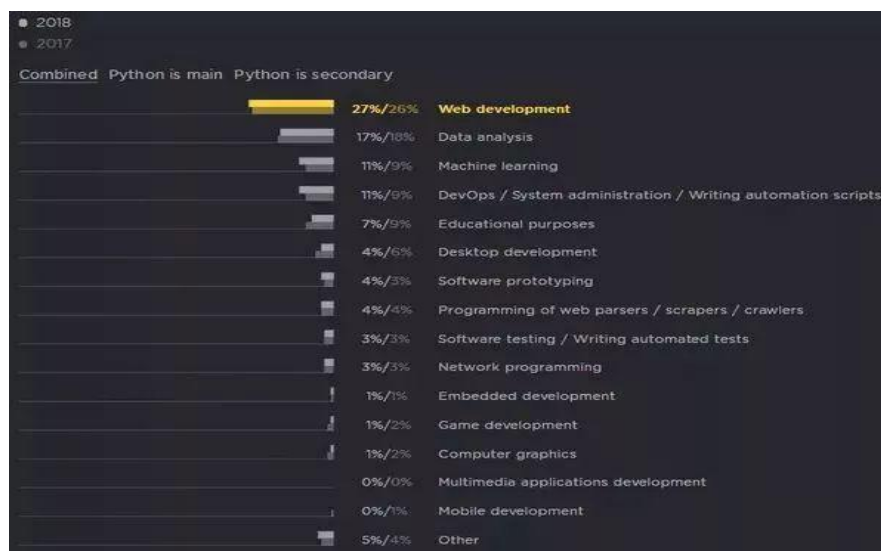 2018
2017
Combined Python is main Python is secondary
27%/26% Web development
17%/18% Data analysis
11%/9% Machine learning
11%/9% DevOps / System administration / Writing automation scripts
7%/9% Educational purposes
4%/6% Desktop development
4%/3% Software prototyping
4%/4% Programming of web parsers / scrapers / crawlers
3%/3% Software testing / Writing automated tests
3%/3% Network programming
1%/1% Embedded development
1%/2% Game development
1%/2% Computer graphics
0%/0% Multimedia applications development
0%/1% Mobile development
5%/4% Other